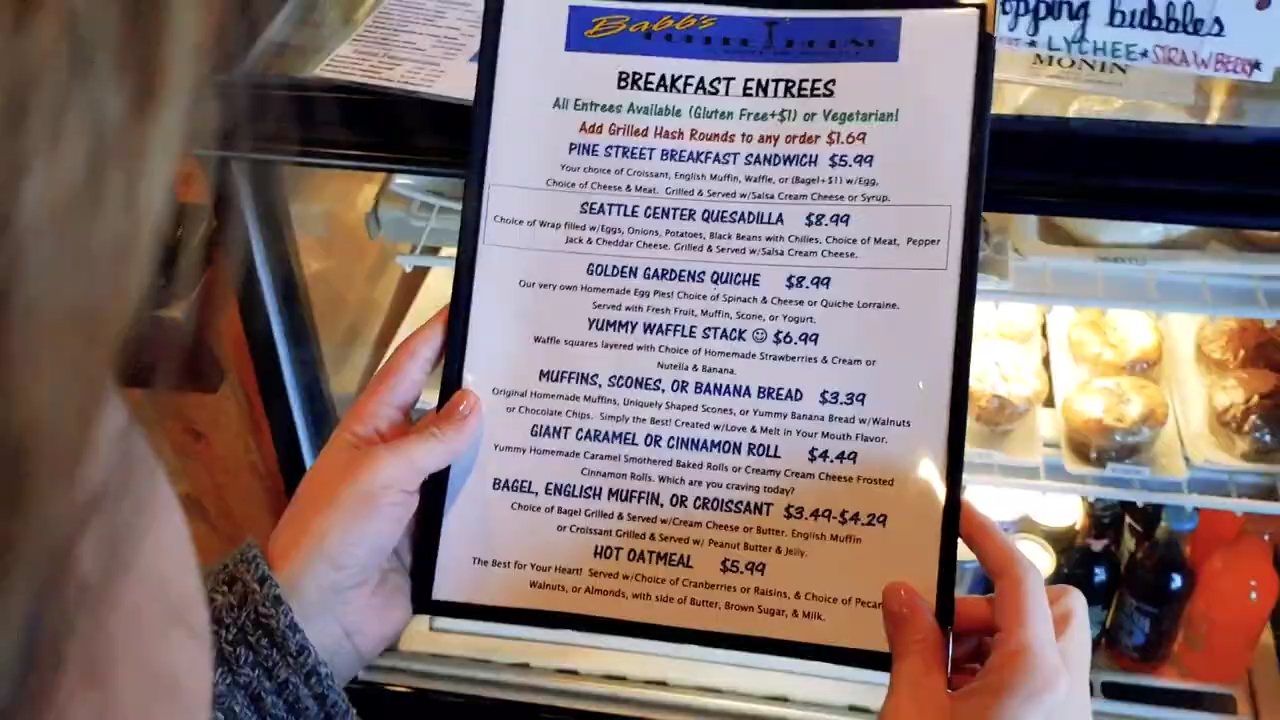 Babb's
COFFEE HOUSE
opping bubbles
LYCHEE★STRAWBERRY★
MONIN
BREAKFAST ENTREES
All Entrees Available (Gluten Free+$1) or Vegetarian!
Add Grilled Hash Rounds to any order $1.69
PINE STREET BREAKFAST SANDWICH $5.99
Your choice of Croissant, English Muffin, Waffle, or (Bagel+$1) w/Egg,
Choice of Cheese & Meat. Grilled & Served w/Salsa Cream Cheese or Syrup.
SEATTLE CENTER QUESADILLA $8.99
Choice of Wrap filled w/Eggs, Onions, Potatoes, Black Beans with Chilies, Choice of Meat, Pepper
Jack & Cheddar Cheese. Grilled & Served w/Salsa Cream Cheese.
GOLDEN GARDENS QUICHE $8.99
Our very own Homemade Egg Pies! Choice of Spinach & Cheese or Quiche Lorraine.
Served with Fresh Fruit, Muffin, Scone, or Yogurt.
YUMMY WAFFLE STACK ☺ $6.99
Waffle squares layered with Choice of Homemade Strawberries & Cream or
Nutella & Banana.
MUFFINS, SCONES, OR BANANA BREAD $3.39
Original Homemade Muffins, Uniquely Shaped Scones, or Yummy Banana Bread w/Walnuts
or Chocolate Chips. Simply the Best! Created w/Love & Melt in Your Mouth Flavor.
GIANT CARAMEL OR CINNAMON ROLL $4.49
Yummy Homemade Caramel Smothered Baked Rolls or Creamy Cream Cheese Frosted
Cinnamon Rolls. Which are you craving today?
BAGEL, ENGLISH MUFFIN, OR CROISSANT $3.49-$4.29
Choice of Bagel Grilled & Served w/Cream Cheese or Butter. English Muffin
or Croissant Grilled & Served w/ Peanut Butter & Jelly.
HOT OATMEAL $5.99
The Best for Your Heart! Served w/Choice of Cranberries or Raisins, & Choice of Pecan
Walnuts, or Almonds, with side of Butter, Brown Sugar, & Milk.